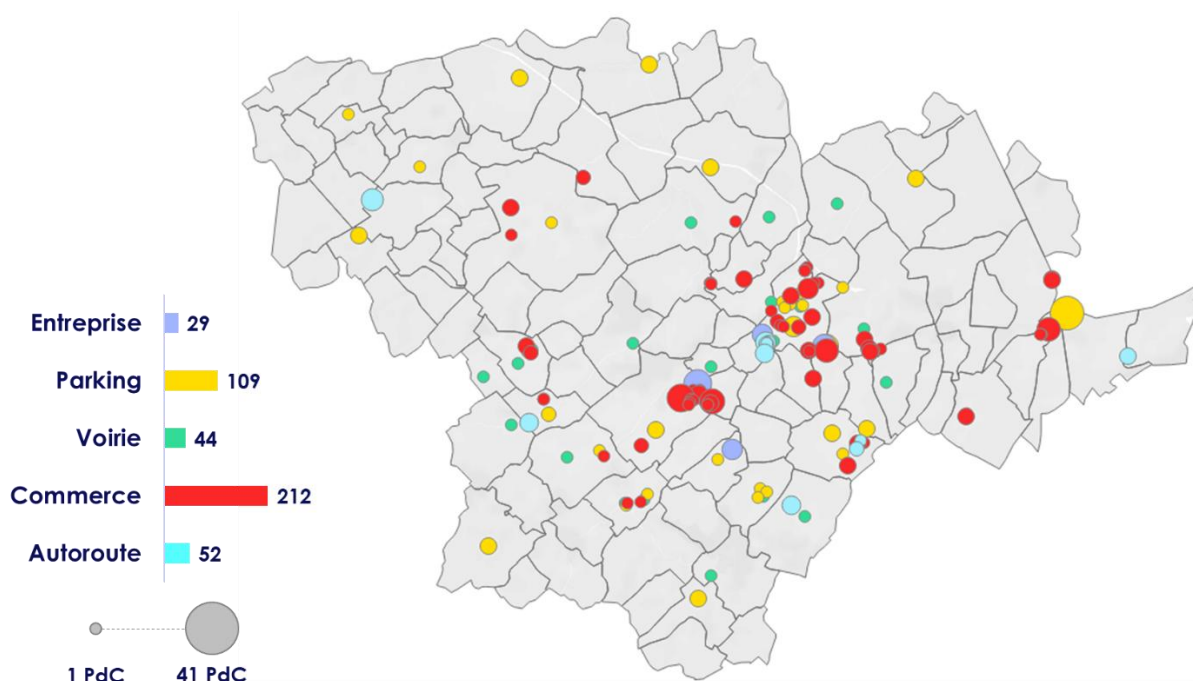 Entreprise 29
Parking 109
Voirie 44
Commerce 212
Autoroute 52
1 PdC 41 PdC